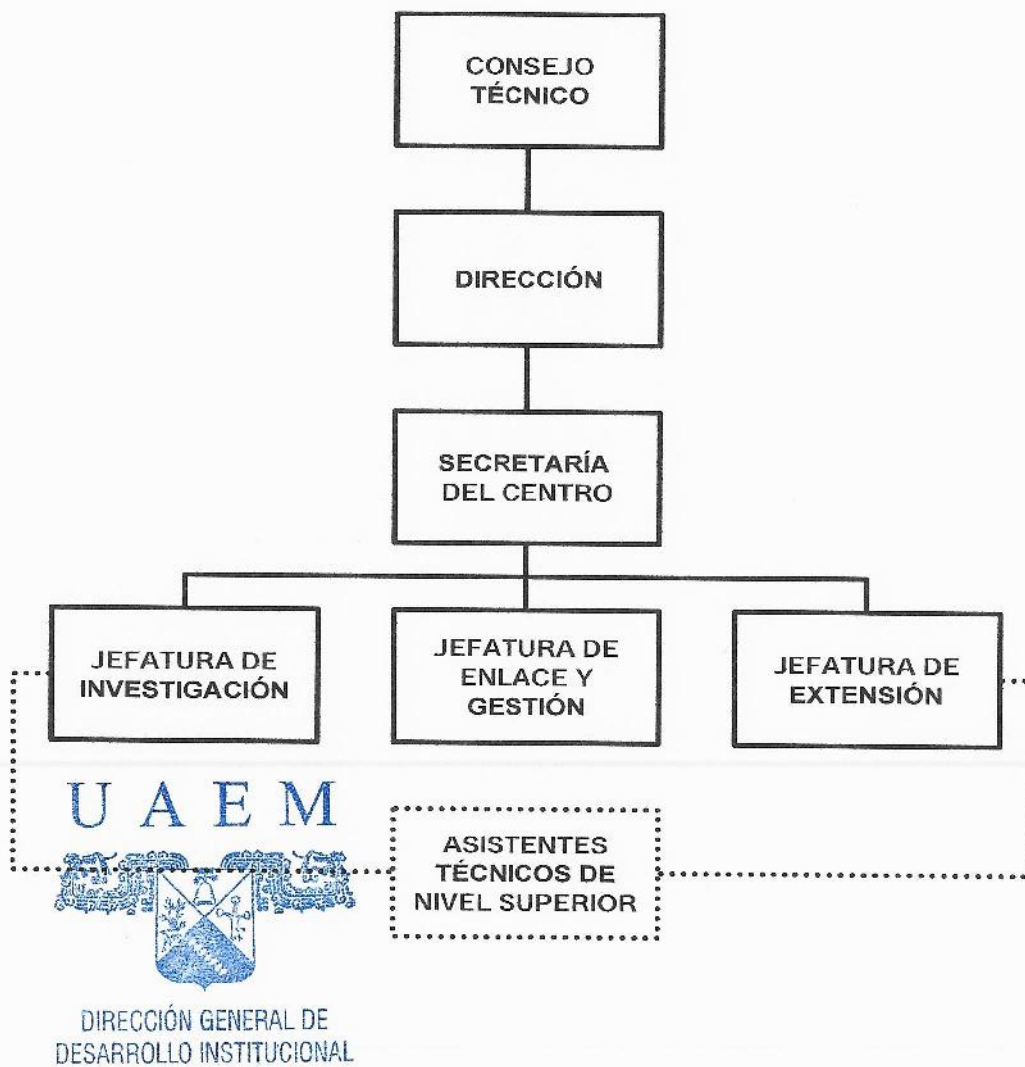 CONSEJO
TÉCNICO
DIRECCIÓN
SECRETARÍA
DEL CENTRO
JEFATURA DE
INVESTIGACIÓN
JEFATURA DE
ENLACE Y
GESTIÓN
JEFATURA DE
EXTENSIÓN
UAEM
ASISTENTES
TÉCNICOS DE
NIVEL SUPERIOR
DIRECCIÓN GENERAL DE
DESARROLLO INSTITUCIONAL